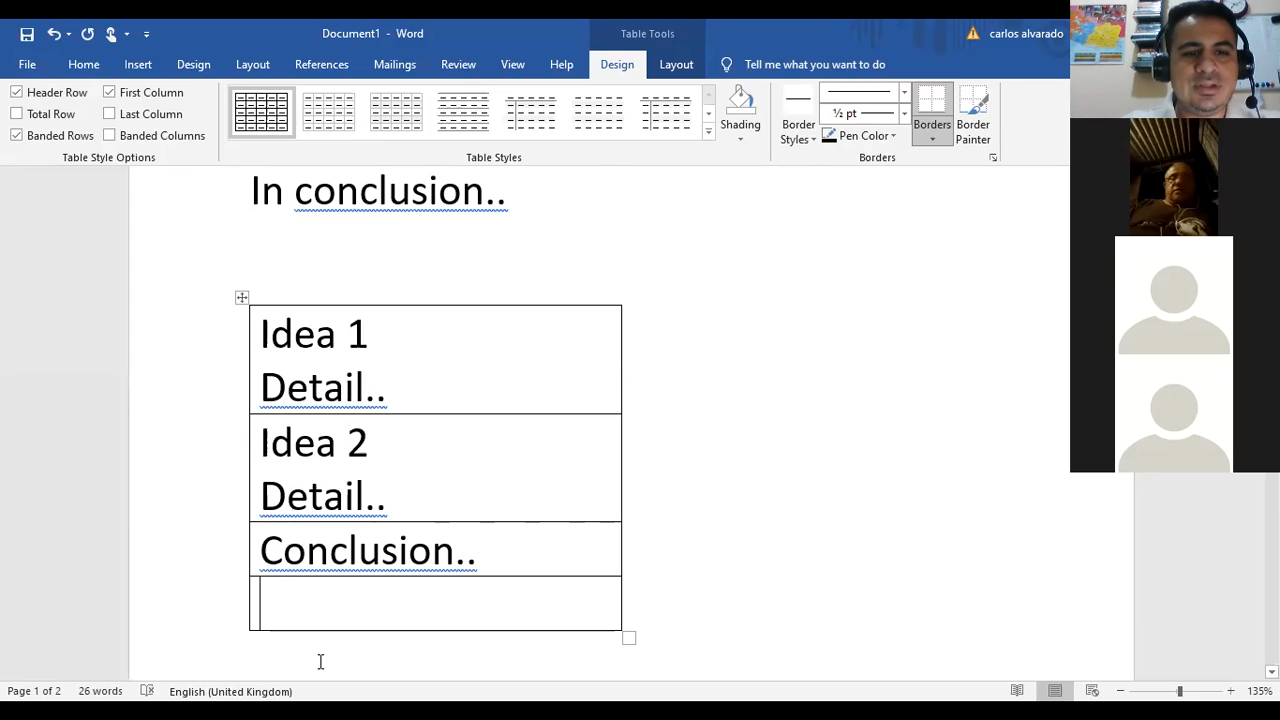 Document1 - Word
Table Tools
carlos alvarado
File
Home
Insert
Design
Layout
References
Mailings
Review
View
Help
Design
Layout
Tell me what you want to do
Header Row
First Column
Total Row
Last Column
Banded Rows
Banded Columns
Table Style Options
Table Styles
Shading
Border
Styles
½ pt
Pen Color
Borders
Border
Painter
Borders
In conclusion..
Idea 1
Detail..
Idea 2
Detail..
Conclusion..
Page 1 of 2
26 words
English (United Kingdom)
135%